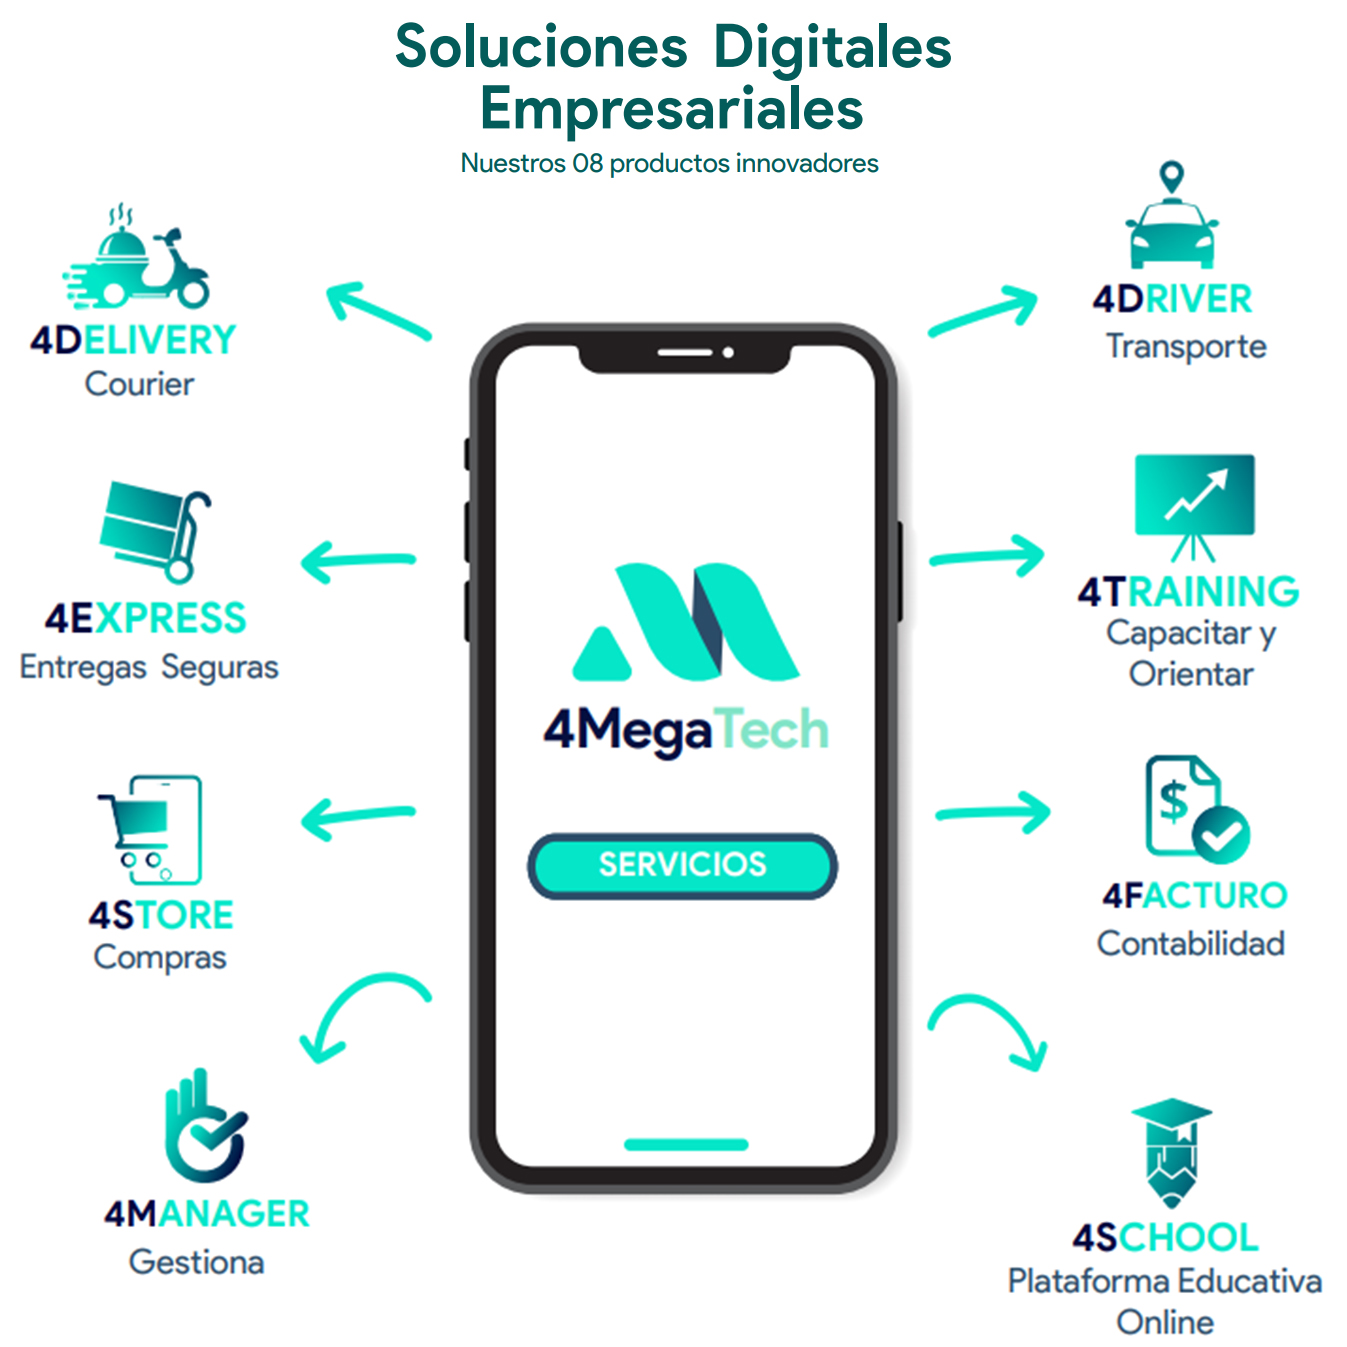 Soluciones Digitales
Empresariales
Nuestros 08 productos innovadores
4DELIVERY
Courier
4EXPRESS
Entregas Seguras
4STORE
Compras
4MANAGER
Gestiona
4MegaTech
SERVICIOS
4DRIVER
Transporte
4TRAINING
Capacitar y
Orientar
$
4FACTURO
Contabilidad
4SCHOOL
Plataforma Educativa
Online